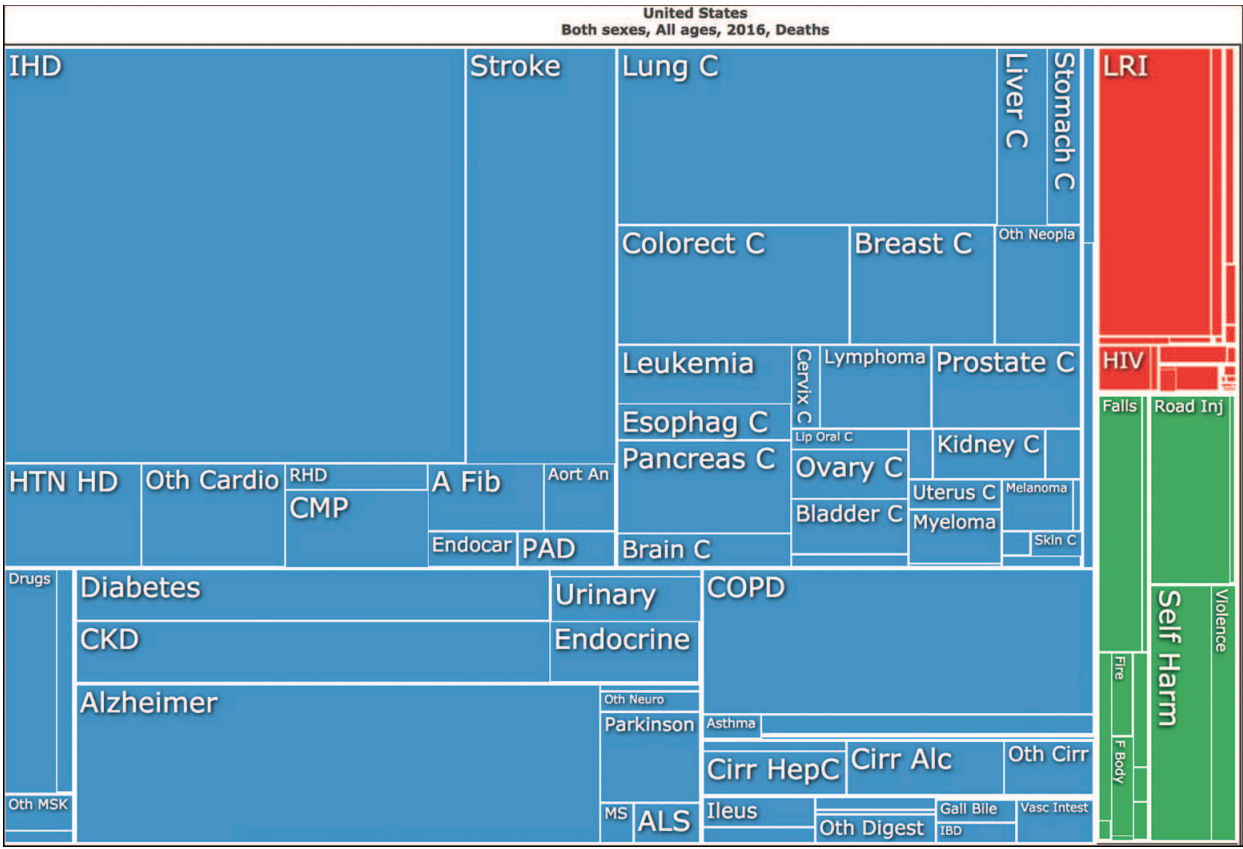 United States
Both sexes, All ages, 2016, Deaths
IHD
Stroke
Lung C
Liver C
Stomach C
LRI
Colorect C
Breast C
Oth Neopla
Leukemia
Cervix C
Lymphoma
Prostate C
HIV
Esophag C
Lip Oral C
Pancreas C
Ovary C
Kidney C
Falls
Road Inj
HTN HD
Oth Cardio
RHD
A Fib
Aort An
CMP
Uterus C
Melanoma
Bladder C
Myeloma
Endocar
PAD
Brain C
Skin C
Drugs
Diabetes
Urinary
COPD
Self Harm
Violence
CKD
Endocrine
Fire
Alzheimer
Oth Neuro
Parkinson
Asthma
F Body
Cirr HepC
Cirr Alc
Oth Cirr
Oth MSK
MS
ALS
Ileus
Gall Bile
Vasc Intest
Oth Digest
IBD